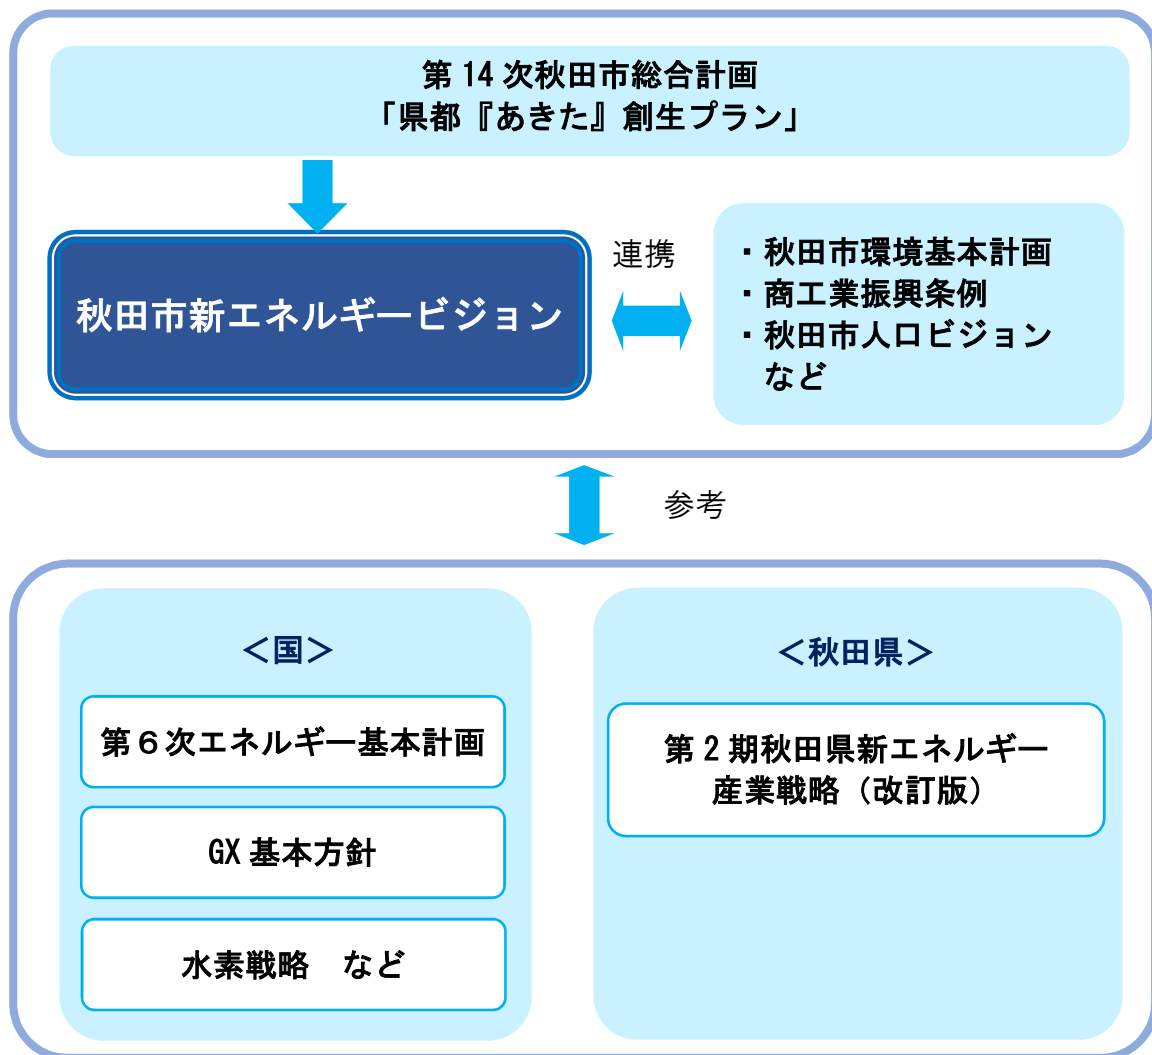 第 14 次秋田市総合計画
「県都『あきた』創生プラン」
秋田市新エネルギービジョン
連携
・秋田市環境基本計画
・商工業振興条例
・秋田市人口ビジョン
など
参考
＜国＞
第６次エネルギー基本計画
GX 基本方針
水素戦略　など
＜秋田県＞
第 2 期秋田県新エネルギー
産業戦略（改訂版）